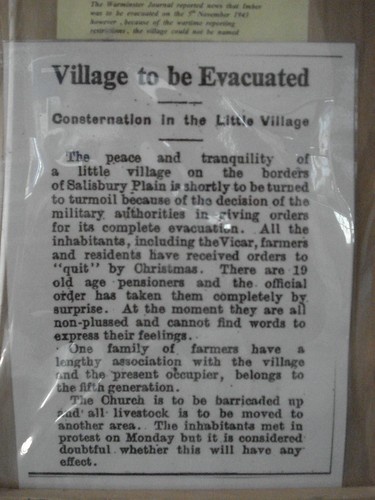 The Warminster Journal reported news that Imber
was to be evacuated on the 5th November 1943
however, because of the wartime reporting
restrictions, the village could not be named
Village to be Evacuated
Consternation in the Little Village
The peace and tranquility of
a little village on the borders
of Salisbury Plain is shortly to be turned
to turmoil because of the decision of the
military authorities in giving orders
for its complete evacuation. All the
inhabitants, including the Vicar, farmers
and residents have received orders to
"quit" by Christmas. There are 19
old age pensioners and the official
order has taken them completely by
surprise. At the moment they are all
non-plussed and cannot find words to
express their feelings.
One family of farmers have a
lengthy association with the village
and the present occupier, belongs to
the fifth generation.
The Church is to be barricaded up
and all livestock is to be moved to
another area. The inhabitants met in
protest on Monday but it is considered
doubtful whether this will have any
effect.